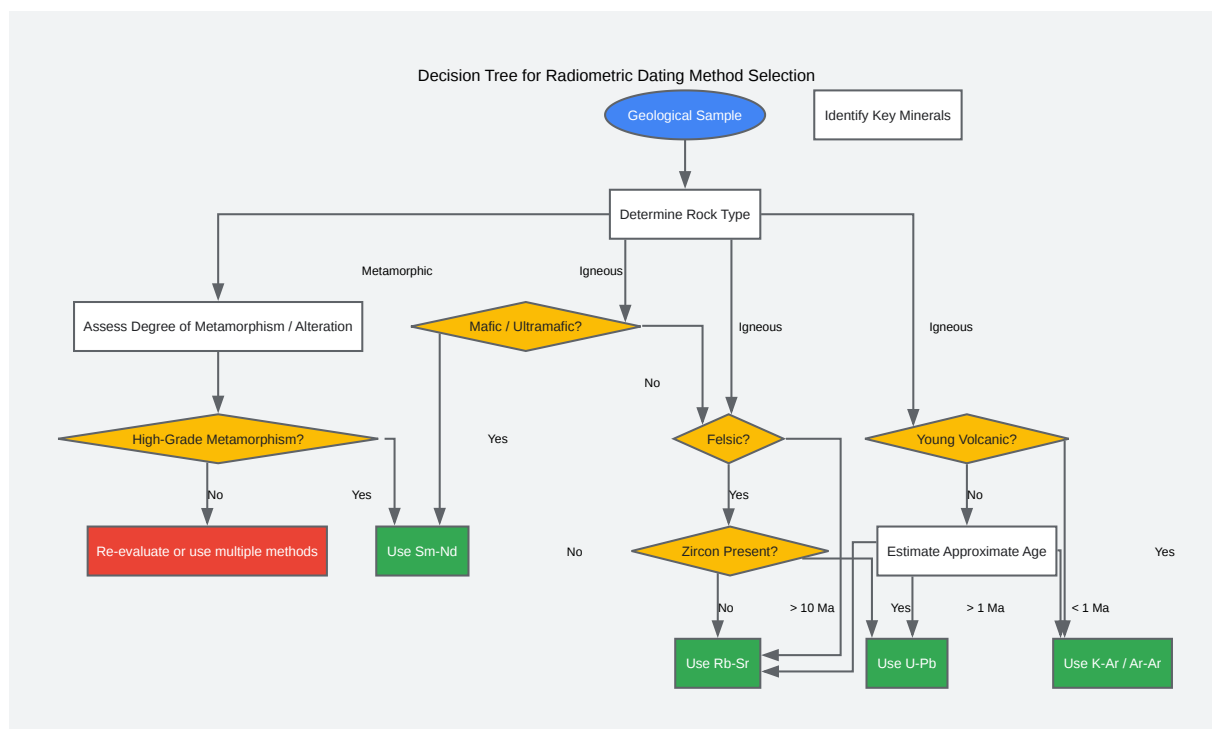 Decision Tree for Radiometric Dating Method Selection
Geological Sample
Identify Key Minerals
Determine Rock Type
Metamorphic
Igneous
Assess Degree of Metamorphism / Alteration
Mafic / Ultramafic?
Igneous
Igneous
No
High-Grade Metamorphism?
Yes
Felsic?
Young Volcanic?
No
Yes
Yes
No
Re-evaluate or use multiple methods
Use Sm-Nd
No
Zircon Present?
Estimate Approximate Age
Yes
No
> 10 Ma
Yes
> 1 Ma
< 1 Ma
Use Rb-Sr
Use U-Pb
Use K-Ar / Ar-Ar